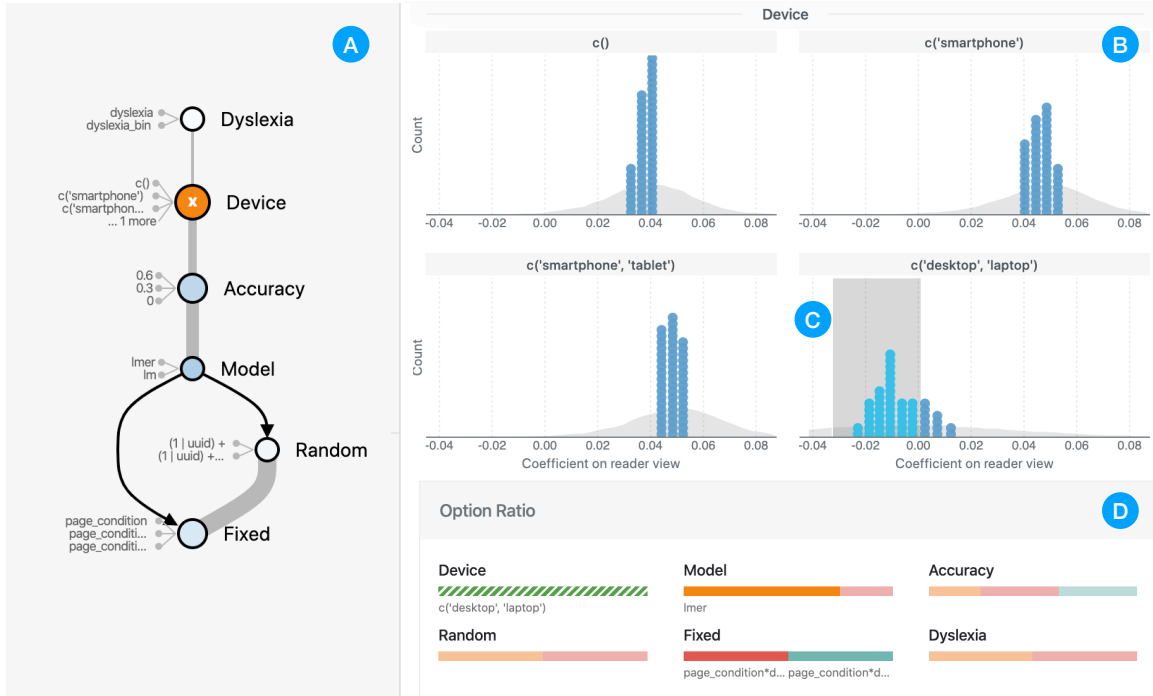 A
dyslexia
dyslexia_bin
Dyslexia
c()
c('smartphone')
c('smartphon...
... 1 more
x
Device
0.6
0.3
0
Accuracy
lmer
lm
Model
(1 | uuid) +
(1 | uuid) +...
Random
page_condition
page_conditi...
page_conditi...
Fixed
Device
c()
c('smartphone')
B
Count
-0.04 -0.02 0.00 0.02 0.04 0.06 0.08
-0.04 -0.02 0.00 0.02 0.04 0.06 0.08
c('smartphone', 'tablet')
c('desktop', 'laptop')
C
Count
-0.04 -0.02 0.00 0.02 0.04 0.06 0.08
-0.04 -0.02 0.00 0.02 0.04 0.06 0.08
Coefficient on reader view
Coefficient on reader view
Option Ratio
D
Device
c('desktop', 'laptop')
Model
lmer
Accuracy
Random
Fixed
page_condition*d... page_condition*d...
Dyslexia